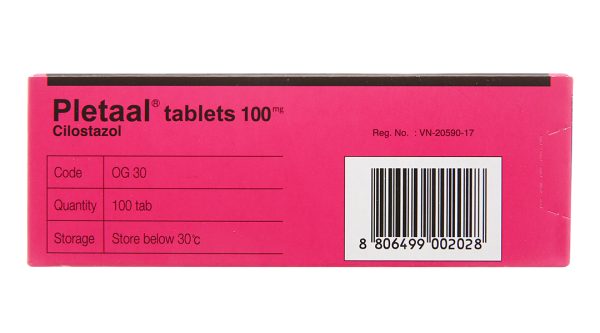 Pletaal® tablets 100mg
Cilostazol
Reg. No. : VN-20590-17
Code OG 30
Quantity 100 tab
Storage Store below 30℃
8 806499 002028